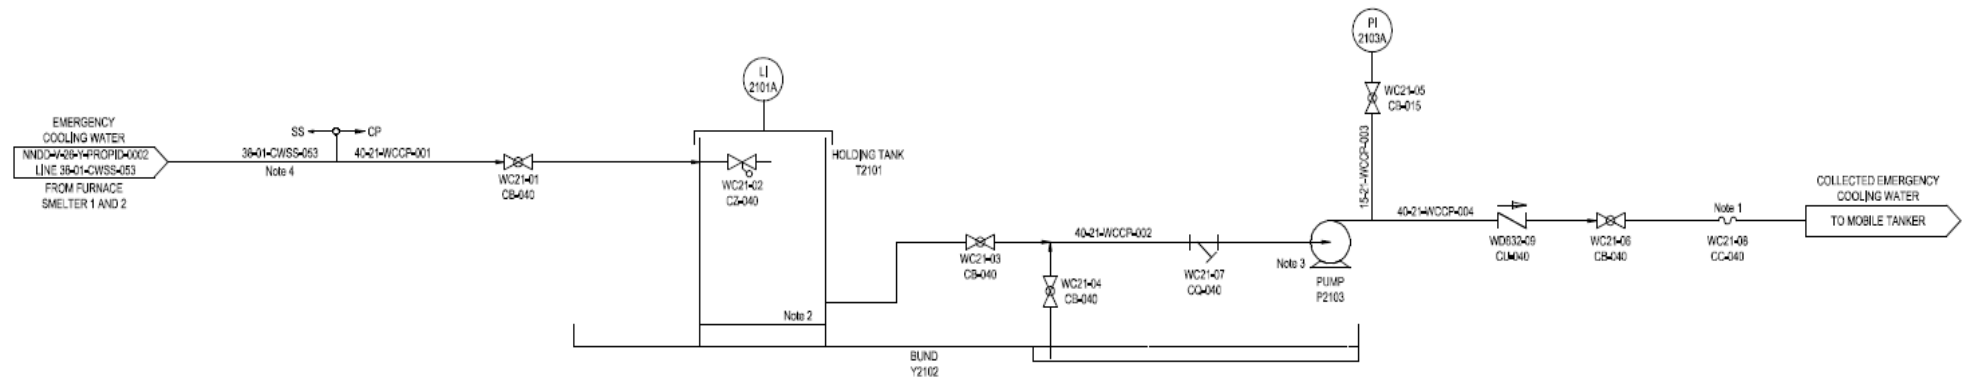 EMERGENCY
COOLING WATER
NNDD-V-26-Y-PROPID-0002
LINE 36-01-CWSS-053
FROM FURNACE
SMELTER 1 AND 2
SS
CP
36-01-CWSS-053
Note 4
40-21-WCCP-001
WC21-01
CB-040
LI
2101A
HOLDING TANK
T2101
WC21-02
CZ-040
Note 2
BUND
Y2102
WC21-03
CB-040
40-21-WCCP-002
WC21-04
CB-040
WC21-07
CQ-040
Note 3
PUMP
P2103
PI
2103A
WC21-05
CB-015
15-21-WCCP-003
40-21-WCCP-004
WD832-09
CU-040
WC21-06
CB-040
Note 1
WC21-08
CC-040
COLLECTED EMERGENCY
COOLING WATER
TO MOBILE TANKER